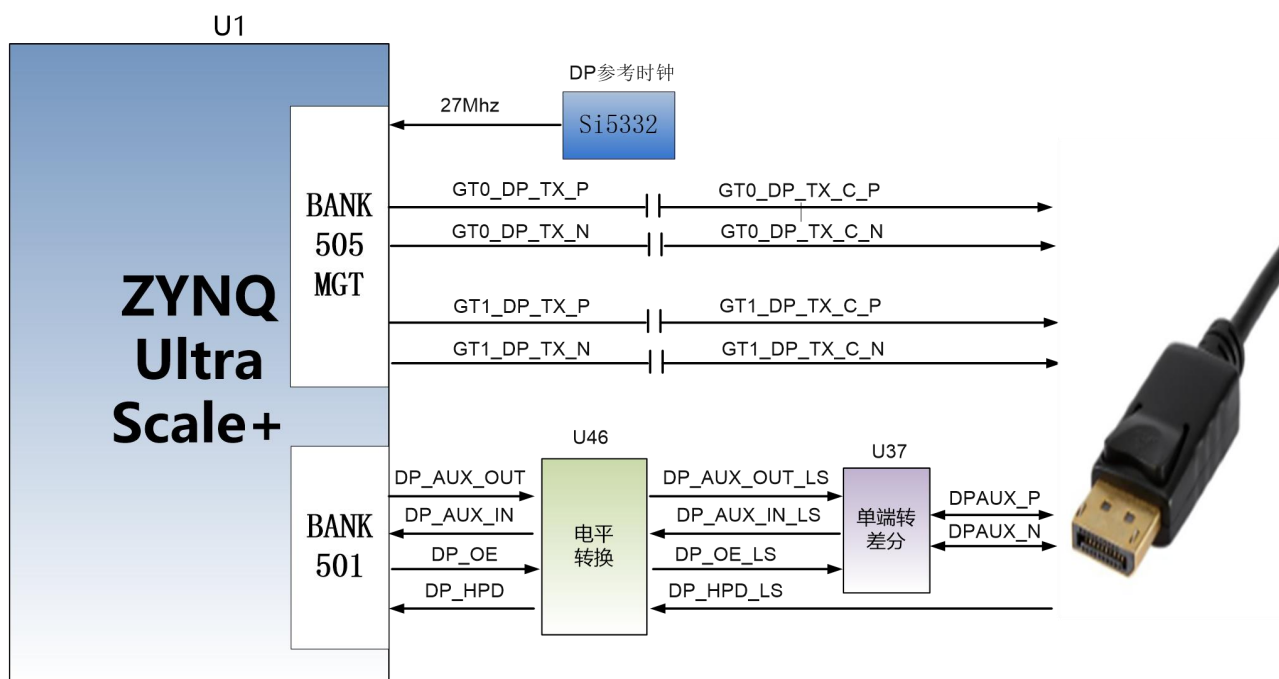 U1
DP参考时钟
27Mhz
Si5332
GT0_DP_TX_P
GT0_DP_TX_C_P
BANK
505
MGT
GT0_DP_TX_N
GT0_DP_TX_C_N
ZYNQ
Ultra
Scale+
GT1_DP_TX_P
GT1_DP_TX_C_P
GT1_DP_TX_N
GT1_DP_TX_C_N
U46
U37
DP_AUX_OUT
DP_AUX_OUT_LS
DPAUX_P
BANK
501
DP_AUX_IN
电平
转换
DP_AUX_IN_LS
单端转
差分
DPAUX_N
DP_OE
DP_OE_LS
DP_HPD
DP_HPD_LS